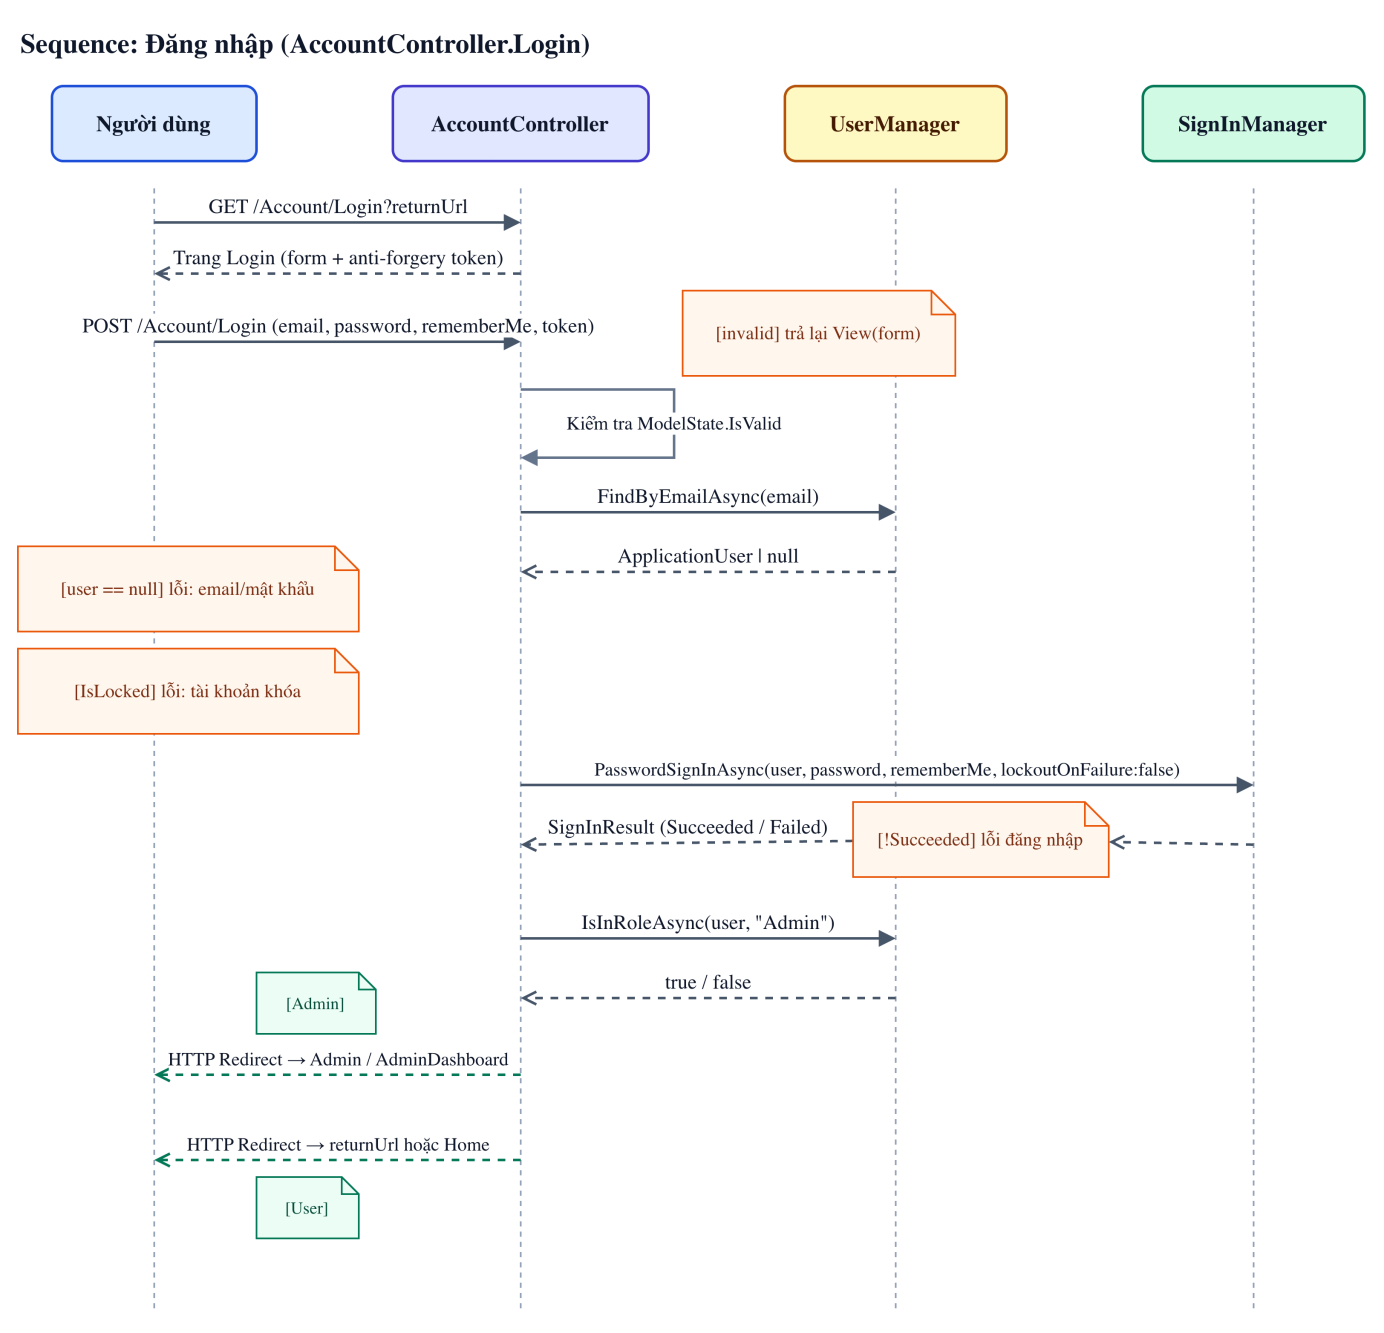 Sequence: Đăng nhập (AccountController.Login)
Người dùng
AccountController
UserManager
SignInManager
GET /Account/Login?returnUrl
Trang Login (form + anti-forgery token)
POST /Account/Login (email, password, rememberMe, token)
[invalid] trả lại View(form)
Kiểm tra ModelState.IsValid
FindByEmailAsync(email)
ApplicationUser | null
[user == null] lỗi: email/mật khẩu
[IsLocked] lỗi: tài khoản khóa
PasswordSignInAsync(user, password, rememberMe, lockoutOnFailure:false)
SignInResult (Succeeded / Failed)
[!Succeeded] lỗi đăng nhập
IsInRoleAsync(user, "Admin")
true / false
[Admin]
HTTP Redirect → Admin / AdminDashboard
HTTP Redirect → returnUrl hoặc Home
[User]